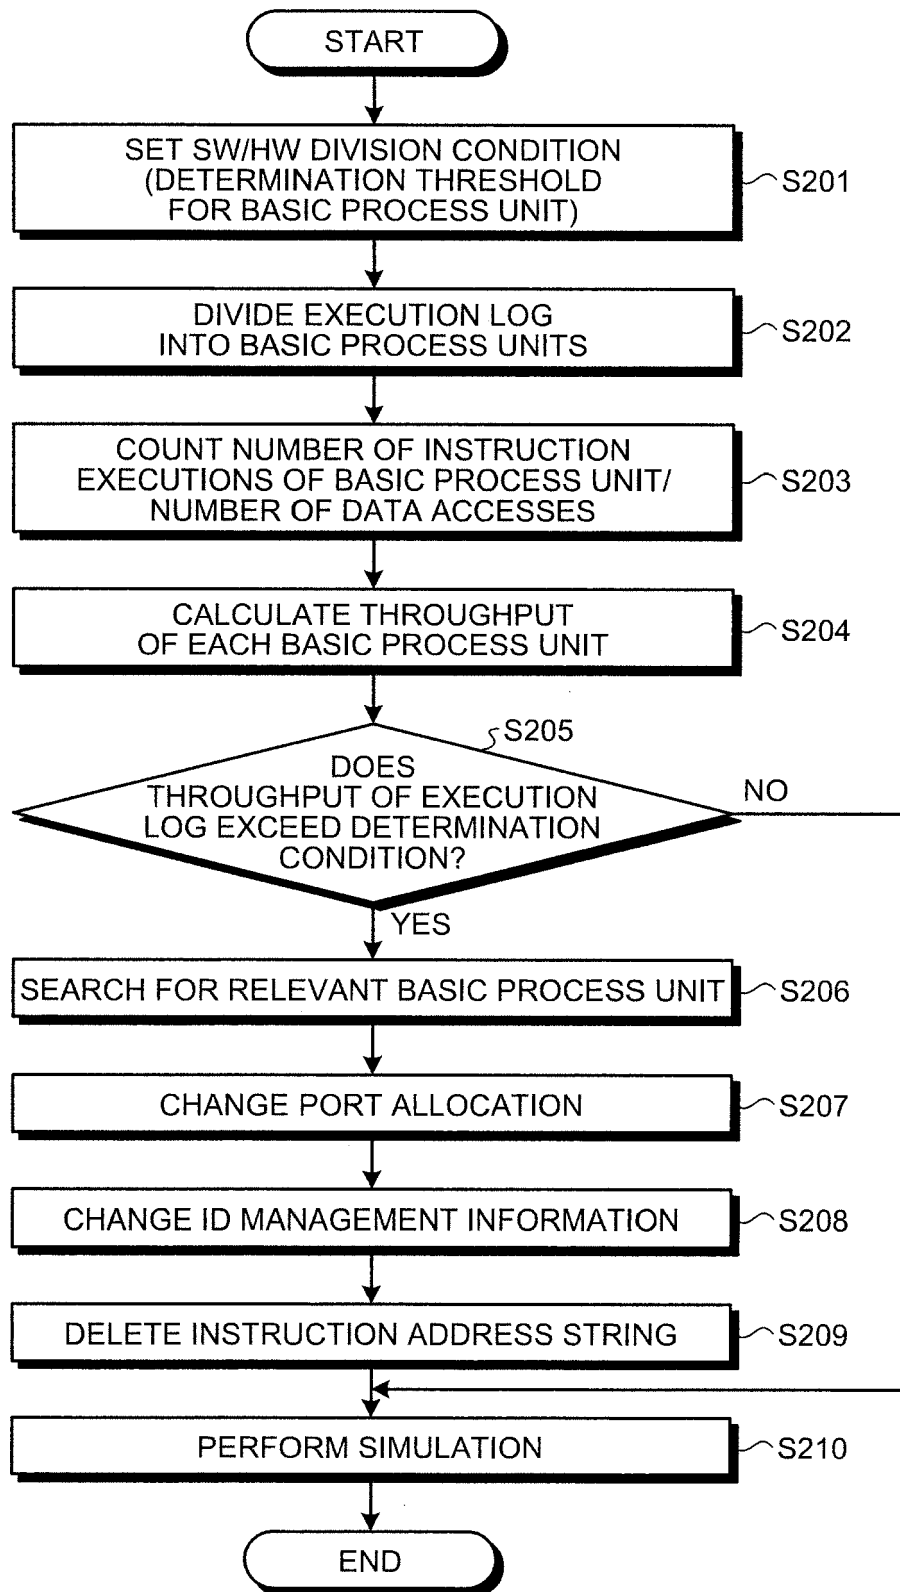 START
SET SW/HW DIVISION CONDITION
(DETERMINATION THRESHOLD
FOR BASIC PROCESS UNIT)
S201
DIVIDE EXECUTION LOG
INTO BASIC PROCESS UNITS
S202
COUNT NUMBER OF INSTRUCTION
EXECUTIONS OF BASIC PROCESS UNIT/
NUMBER OF DATA ACCESSES
S203
CALCULATE THROUGHPUT
OF EACH BASIC PROCESS UNIT
S204
S205
DOES
THROUGHPUT OF EXECUTION
LOG EXCEED DETERMINATION
CONDITION?
NO
YES
SEARCH FOR RELEVANT BASIC PROCESS UNIT
S206
CHANGE PORT ALLOCATION
S207
CHANGE ID MANAGEMENT INFORMATION
S208
DELETE INSTRUCTION ADDRESS STRING
S209
PERFORM SIMULATION
S210
END